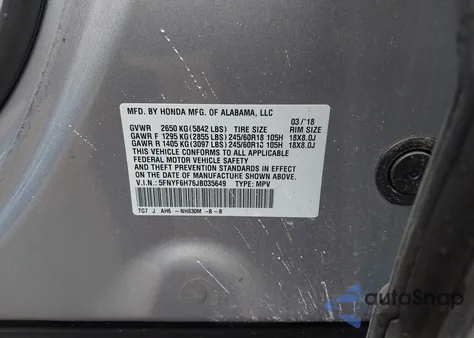 MFD. BY HONDA MFG. OF ALABAMA, LLC
03/'18
GVWR 2650 KG(5842 LBS) TIRE SIZE RIM SIZE
GAWR F 1295 KG(2855 LBS) 245/60R18 105H 18X8.0J
GAWR R 1405 KG(3097 LBS) 245/60R18 105H 18X8.0J
THIS VEHICLE CONFORMS TO ALL APPLICABLE
FEDERAL MOTOR VEHICLE SAFETY
AND THEFT PREVENTION STANDARDS IN EFFECT
ON THE DATE OF MANUFACTURE SHOWN ABOVE.
V.I.N.: 5FNYF6H76JB035649 TYPE: MPV
TG7 J AH6 - NH830M -B - B
autoSnap